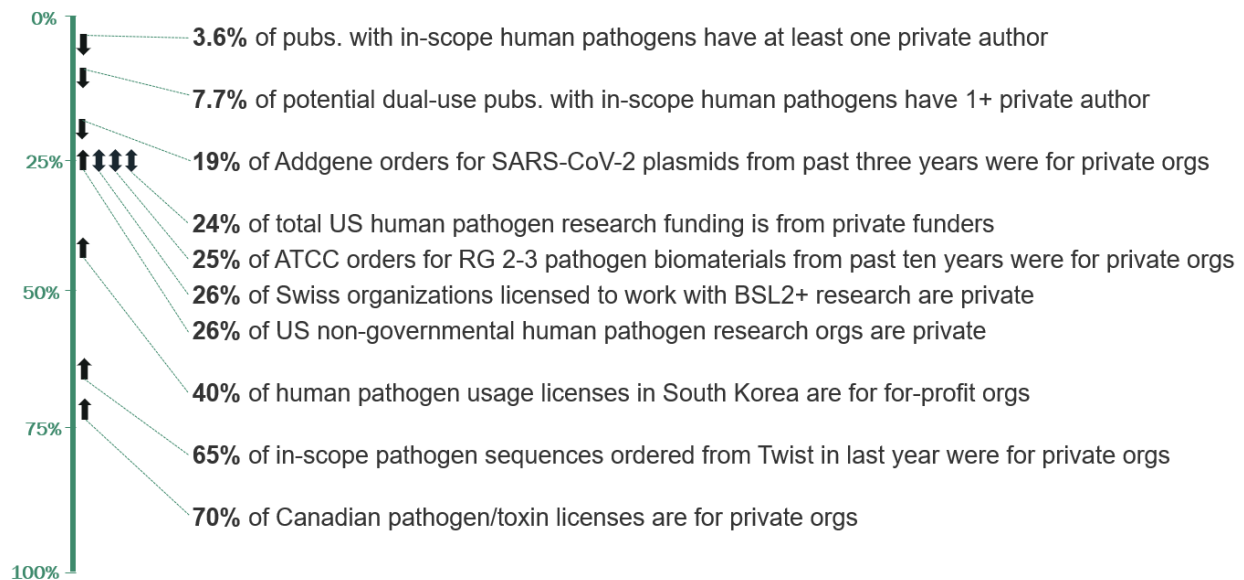 0%
3.6% of pubs. with in-scope human pathogens have at least one private author
7.7% of potential dual-use pubs. with in-scope human pathogens have 1+ private author
25%
19% of Addgene orders for SARS-CoV-2 plasmids from past three years were for private orgs
24% of total US human pathogen research funding is from private funders
25% of ATCC orders for RG 2-3 pathogen biomaterials from past ten years were for private orgs
50%
26% of Swiss organizations licensed to work with BSL2+ research are private
26% of US non-governmental human pathogen research orgs are private
40% of human pathogen usage licenses in South Korea are for for-profit orgs
75%
65% of in-scope pathogen sequences ordered from Twist in last year were for private orgs
70% of Canadian pathogen/toxin licenses are for private orgs
100%